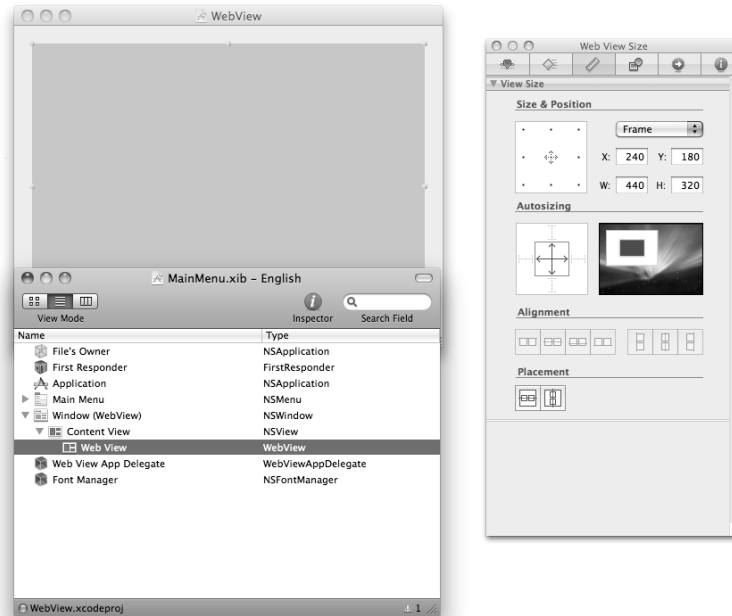 WebView
MainMenu.xib – English
View Mode
Inspector
Search Field
Name Type
File's Owner NSApplication
First Responder FirstResponder
Application NSApplication
Main Menu NSMenu
Window (WebView) NSWindow
Content View NSView
Web View WebView
Web View App Delegate WebViewAppDelegate
Font Manager NSFontManager
WebView.xcodeproj 1
Web View Size
View Size
Size & Position
Frame
X: 240 Y: 180
W: 440 H: 320
Autosizing
Alignment
Placement